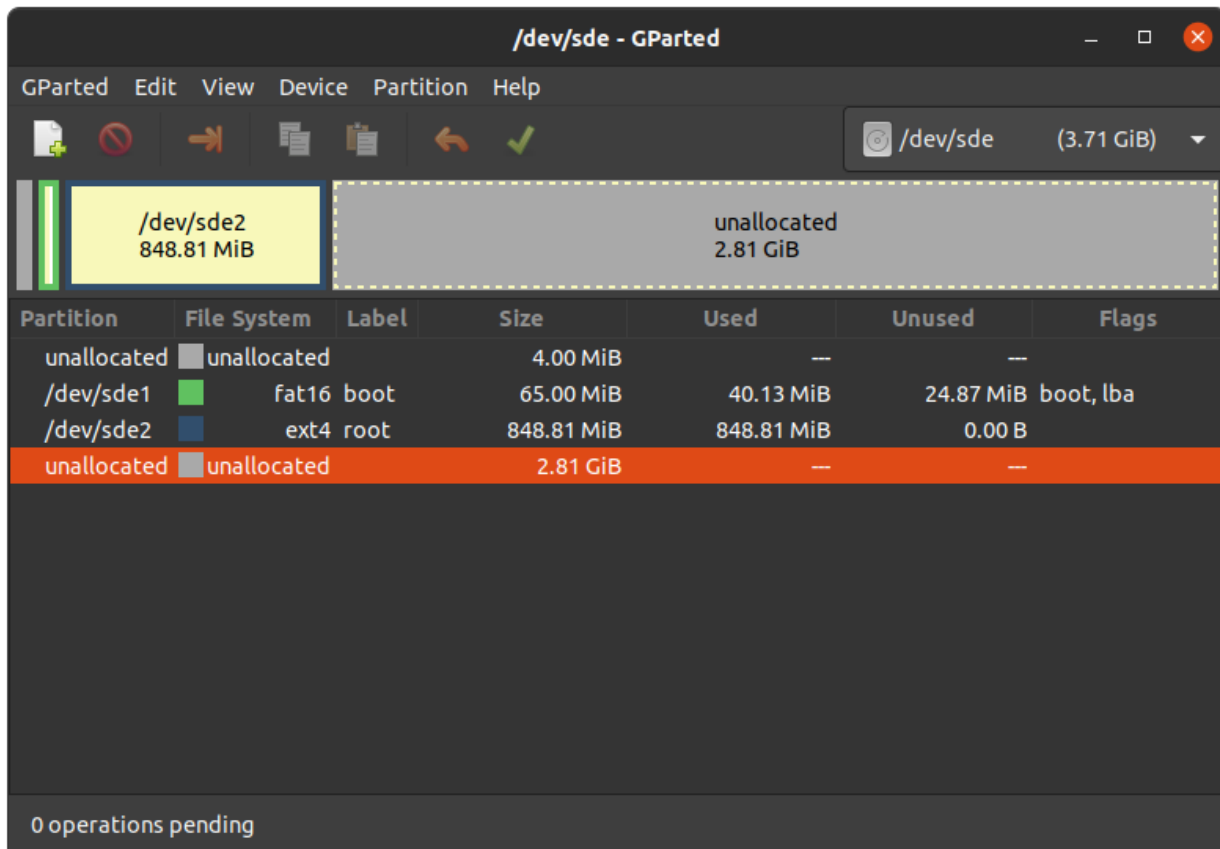 /dev/sde - GParted
GParted Edit View Device Partition Help
/dev/sde (3.71 GiB)
/dev/sde2
848.81 MiB
unallocated
2.81 GiB
Partition File System Label Size Used Unused Flags
unallocated unallocated 4.00 MiB --- ---
/dev/sde1 fat16 boot 65.00 MiB 40.13 MiB 24.87 MiB boot, lba
/dev/sde2 ext4 root 848.81 MiB 848.81 MiB 0.00 B
unallocated unallocated 2.81 GiB --- ---
0 operations pending